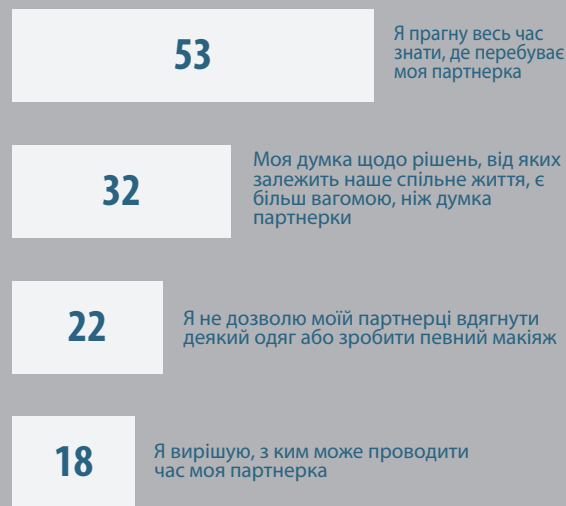 53
Я прагну весь час
знати, де перебуває
моя партнерка
32
Моя думка щодо рішень, від яких
залежить наше спільне життя, є
більш вагомою, ніж думка
партнерки
22
Я не дозволю моїй партнерці вдягнути
деякий одяг або зробити певний макіяж
18
Я вирішую, з ким може проводити
час моя партнерка